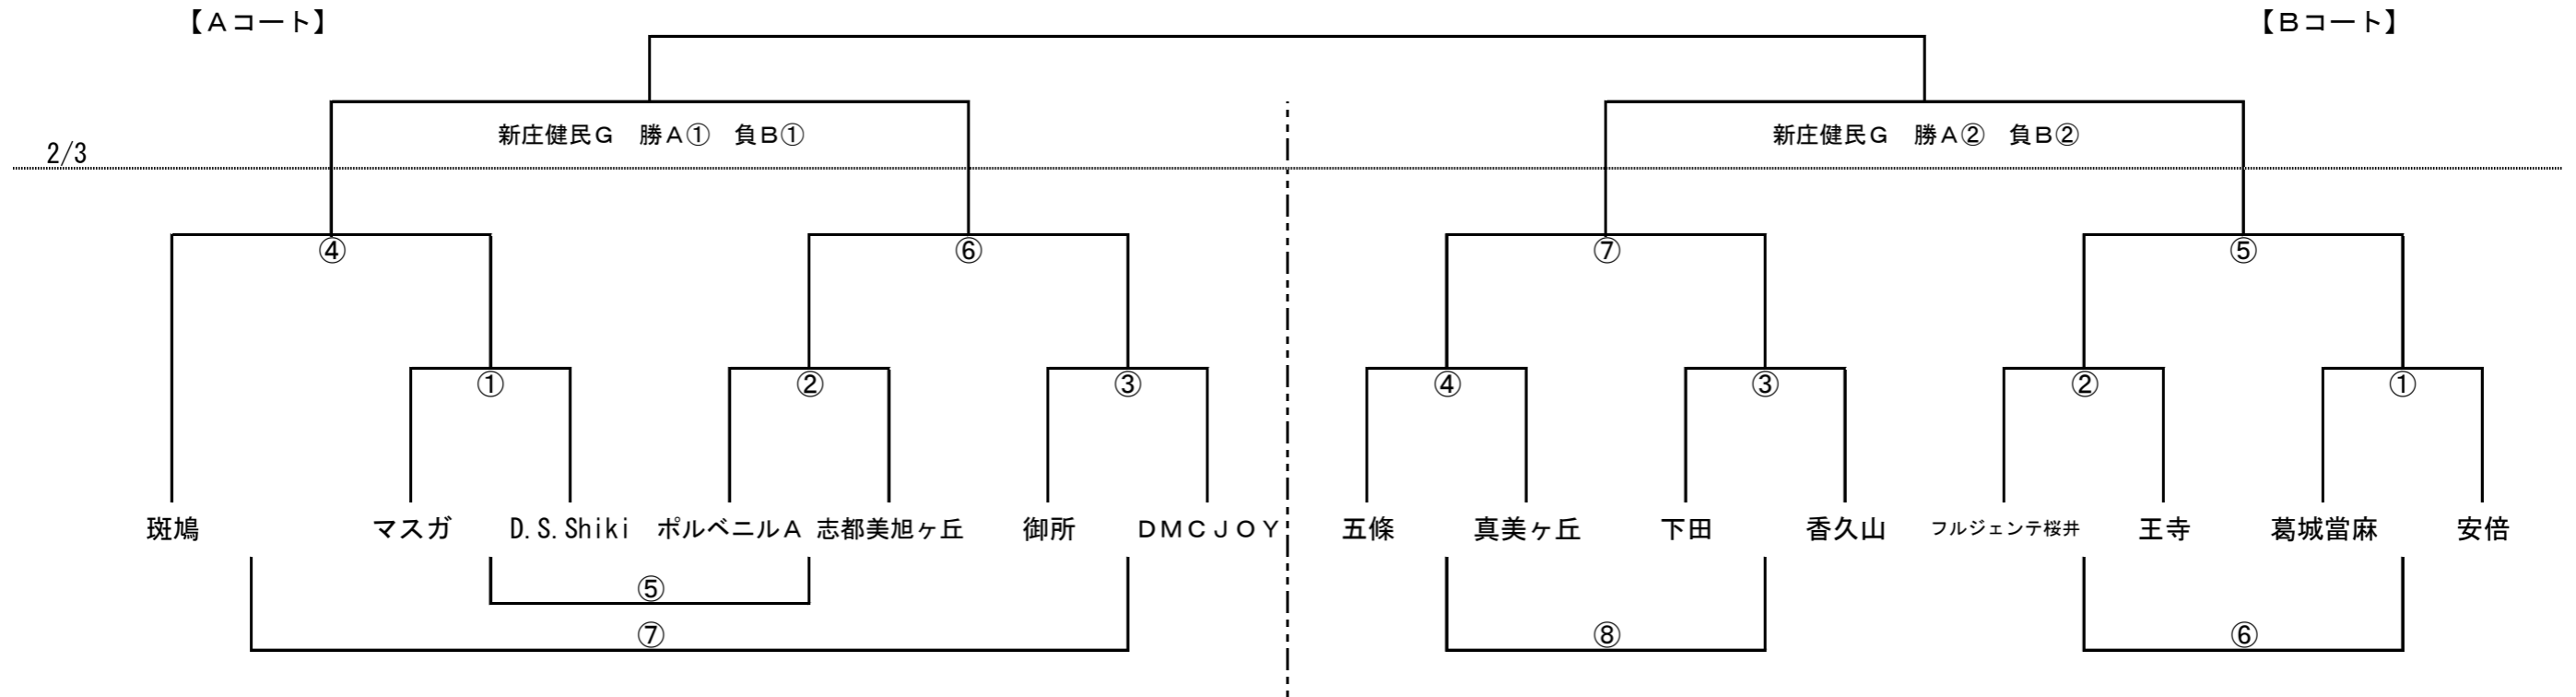 【Ａコート】 【Ｂコート】
新庄健民Ｇ　勝Ａ①　負Ｂ① 新庄健民Ｇ　勝Ａ②　負Ｂ②
2/3
④ ⑥ ⑦ ⑤
① ② ③ ④ ③ ② ①
斑鳩 マスガ D.S.Shiki ポルベニルＡ 志都美旭ヶ丘 御所 ＤＭＣＪＯＹ 五條 真美ヶ丘 下田 香久山 フルジェンテ桜井 王寺 葛城當麻 安倍
⑤
⑦ ⑧ ⑥